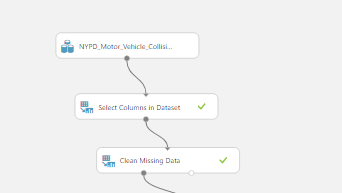 NYPD_Motor_Vehicle_Collisi...
Select Columns in Dataset
Clean Missing Data